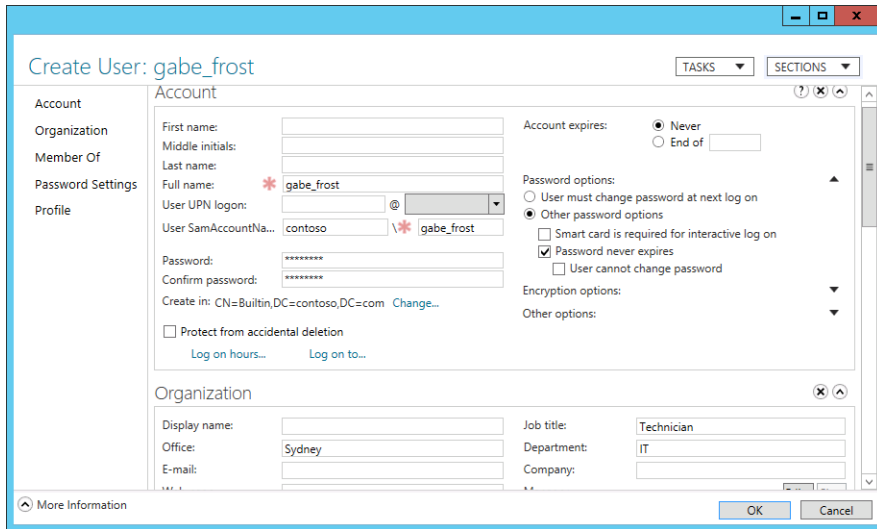 Create User: gabe_frost
TASKS
SECTIONS
Account
Organization
Member Of
Password Settings
Profile
Account
First name:
Middle initials:
Last name:
Full name: * gabe_frost
User UPN logon: @
User SamAccountNa... contoso \* gabe_frost
Password: ********
Confirm password: ********
Create in: CN=Builtin,DC=contoso,DC=com Change...
Protect from accidental deletion
Log on hours... Log on to...
Account expires: Never
End of
Password options:
User must change password at next log on
Other password options
Smart card is required for interactive log on
Password never expires
User cannot change password
Encryption options:
Other options:
Organization
Display name:
Office: Sydney
E-mail:
Job title: Technician
Department: IT
Company:
More Information
OK
Cancel